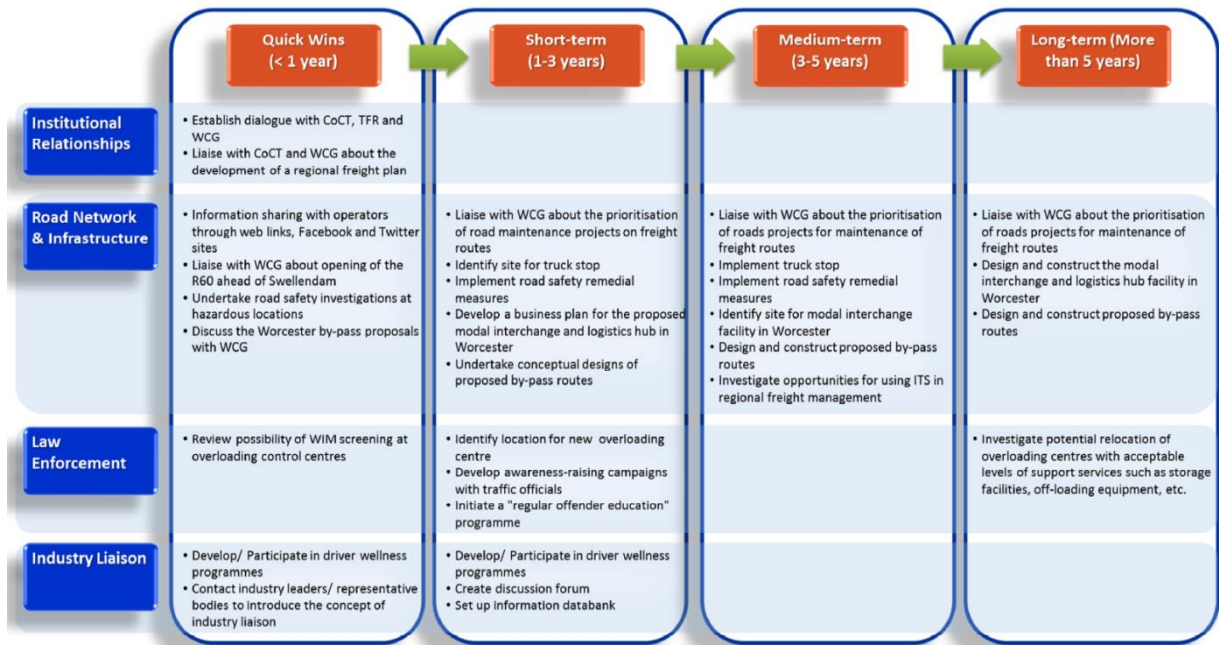 Quick Wins
(< 1 year)
Short-term
(1-3 years)
Medium-term
(3-5 years)
Long-term (More
than 5 years)
Institutional
Relationships
• Establish dialogue with CoCT, TFR and
WCG
• Liaise with CoCT and WCG about the
development of a regional freight plan
Road Network
& Infrastructure
• Information sharing with operators
through web links, Facebook and Twitter
sites
• Liaise with WCG about opening of the
R60 ahead of Swellendam
• Undertake road safety investigations at
hazardous locations
• Discuss the Worcester by-pass proposals
with WCG
• Liaise with WCG about the prioritisation
of road maintenance projects on freight
routes
• Identify site for truck stop
• Implement road safety remedial
measures
• Develop a business plan for the proposed
modal interchange and logistics hub in
Worcester
• Undertake conceptual designs of
proposed by-pass routes
• Liaise with WCG about the prioritisation
of roads projects for maintenance of
freight routes
• Implement truck stop
• Implement road safety remedial
measures
• Identify site for modal interchange
facility in Worcester
• Design and construct proposed by-pass
routes
• Investigate opportunities for using ITS in
regional freight management
• Liaise with WCG about the prioritisation
of roads projects for maintenance of
freight routes
• Design and construct the modal
interchange and logistics hub facility in
Worcester
• Design and construct proposed by-pass
routes
Law
Enforcement
• Review possibility of WIM screening at
overloading control centres
• Identify location for new overloading
centre
• Develop awareness-raising campaigns
with traffic officials
• Initiate a "regular offender education"
programme
• Investigate potential relocation of
overloading centres with acceptable
levels of support services such as storage
facilities, off-loading equipment, etc.
Industry Liaison
• Develop/ Participate in driver wellness
programmes
• Contact industry leaders/ representative
bodies to introduce the concept of
industry liaison
• Develop/ Participate in driver wellness
programmes
• Create discussion forum
• Set up information databank